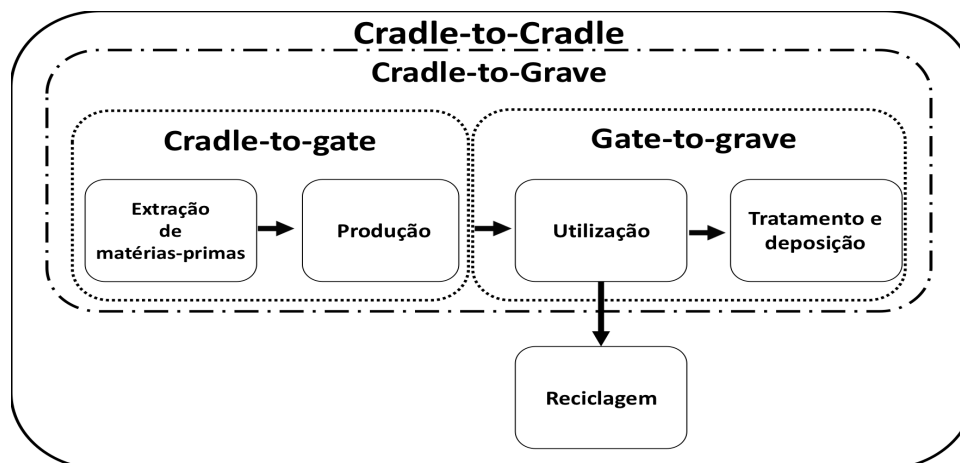 Cradle-to-Cradle
Cradle-to-Grave
Cradle-to-gate
Gate-to-grave
Extração
de
matérias-primas
Produção
Utilização
Tratamento e
deposição
Reciclagem